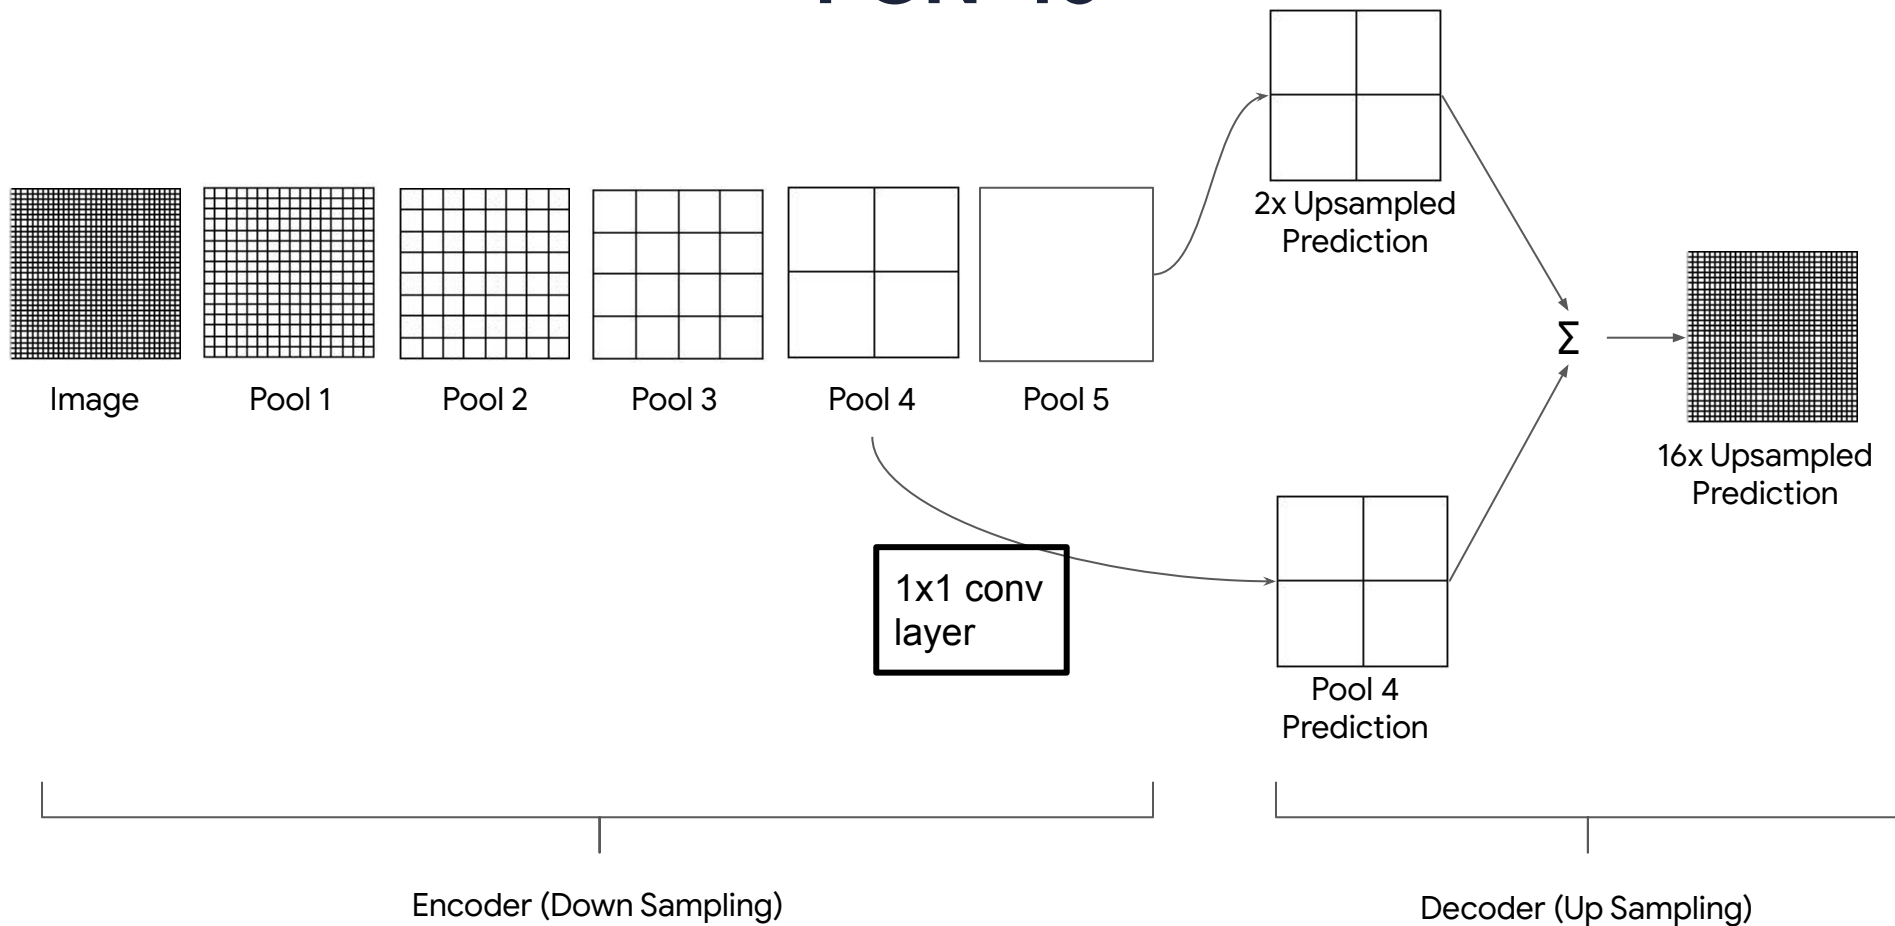 2x Upsampled
Prediction
Image
Pool 1
Pool 2
Pool 3
Pool 4
Pool 5
Σ
16x Upsampled
Prediction
1x1 conv
layer
Pool 4
Prediction
Encoder (Down Sampling)
Decoder (Up Sampling)